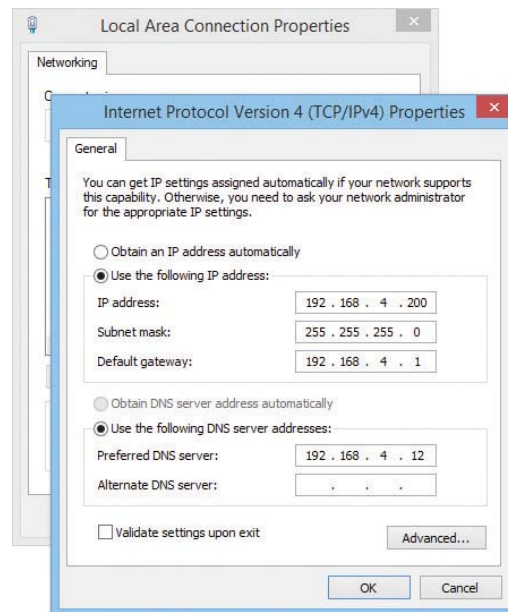 Local Area Connection Properties
Networking
Internet Protocol Version 4 (TCP/IPv4) Properties
General
You can get IP settings assigned automatically if your network supports
this capability. Otherwise, you need to ask your network administrator
for the appropriate IP settings.
Obtain an IP address automatically
Use the following IP address:
IP address: 192 . 168 . 4 . 200
Subnet mask: 255 . 255 . 255 . 0
Default gateway: 192 . 168 . 4 . 1
Obtain DNS server address automatically
Use the following DNS server addresses:
Preferred DNS server: 192 . 168 . 4 . 12
Alternate DNS server: . . .
Validate settings upon exit
Advanced...
OK Cancel